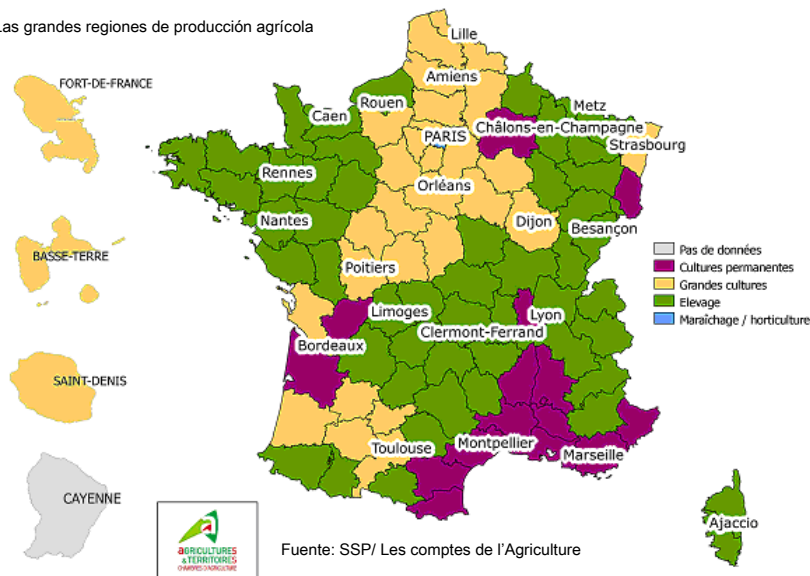 Las grandes regiones de producción agrícola
Lille
FORT-DE-FRANCE
Amiens
Rouen
Metz
Caen
PARIS
Châlons-en-Champagne
Strasbourg
Rennes
Orléans
Nantes
Dijon
Besançon
BASSE-TERRE
Pas de données
Cultures permanentes
Grandes cultures
Elevage
Maraîchage / horticulture
Poitiers
Limoges
Lyon
Clermont-Ferrand
Bordeaux
SAINT-DENIS
Toulouse
Montpellier
Marseille
CAYENNE
Ajaccio
AGRICULTURES
& TERRITOIRES
CHAMBRES D'AGRICULTURE
Fuente: SSP/ Les comptes de l'Agriculture